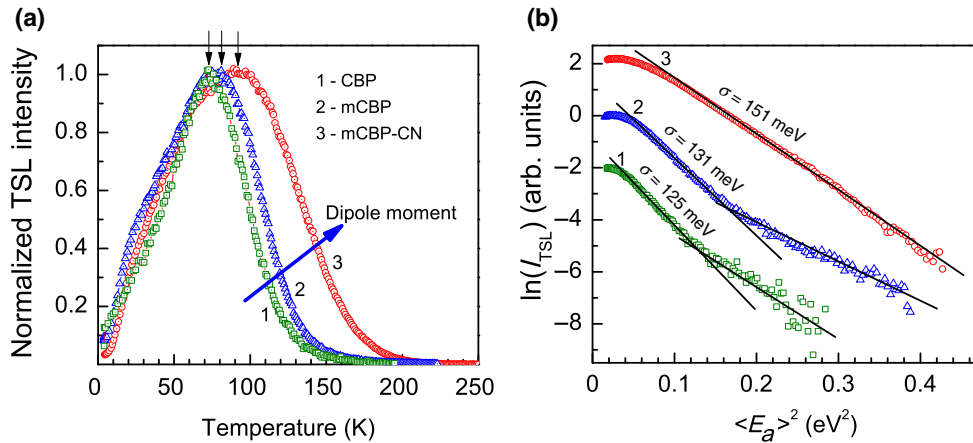 (a)
Normalized TSL intensity
1.0
0.8
0.6
0.4
0.2
1 - CBP
2 - mCBP
3 - mCBP-CN
Dipole moment
3
2
1
0 50 100 150 200 250
Temperature (K)
(b)
ln(I_TSL) (arb. units)
2
0
-2
-4
-6
-8
3
σ = 151 meV
2
σ = 131 meV
1
σ = 125 meV
0.0 0.1 0.2 0.3 0.4
<E_a>² (eV²)